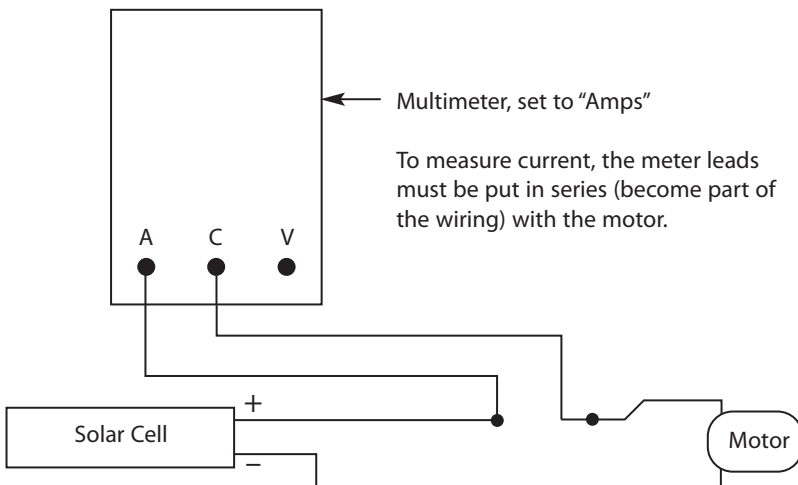 Multimeter, set to “Amps”
To measure current, the meter leads
must be put in series (become part of
the wiring) with the motor.
A C V
+
Solar Cell
−
Motor